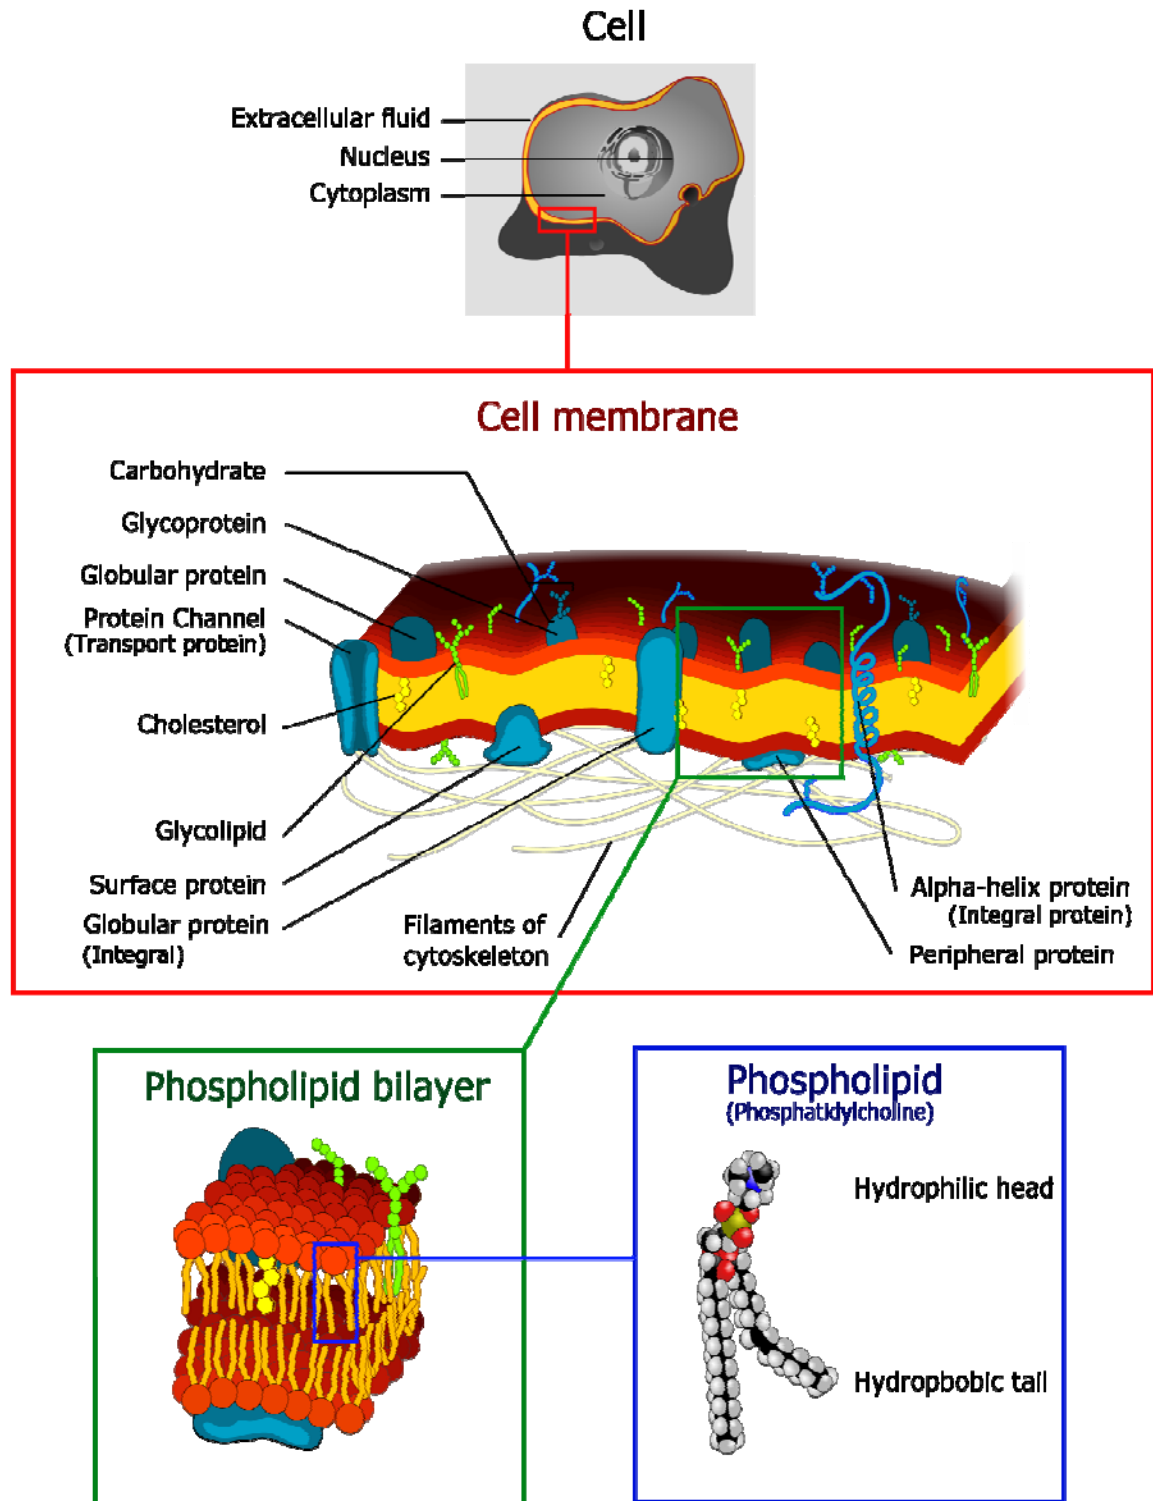 Cell
Extracellular fluid
Nucleus
Cytoplasm
Cell membrane
Carbohydrate
Glycoprotein
Globular protein
Protein Channel
(Transport protein)
Cholesterol
Glycolipid
Surface protein
Globular protein
(Integral)
Filaments of
cytoskeleton
Alpha-helix protein
(Integral protein)
Peripheral protein
Phospholipid bilayer
Phospholipid
(Phosphatidylcholine)
Hydrophilic head
Hydropbobic tail